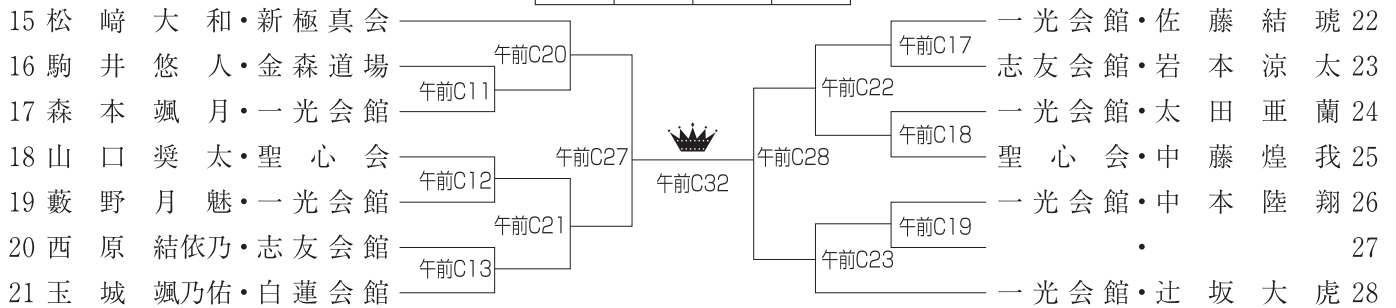 15 松﨑大和・新極真会
16 駒井悠人・金森道場
17 森本颯月・一光会館
18 山口奨太・聖心会
19 藪野月魅・一光会館
20 西原結依乃・志友会館
21 玉城颯乃佑・白蓮会館
午前C20
午前C11
午前C27
午前C12
午前C21
午前C13
午前C32
午前C17
午前C22
午前C18
午前C28
午前C19
午前C23
一光会館・佐藤結琥 22
志友会館・岩本涼太 23
一光会館・太田亜蘭 24
聖心会・中藤煌我 25
一光会館・中本陸翔 26
・ 27
一光会館・辻坂大虎 28